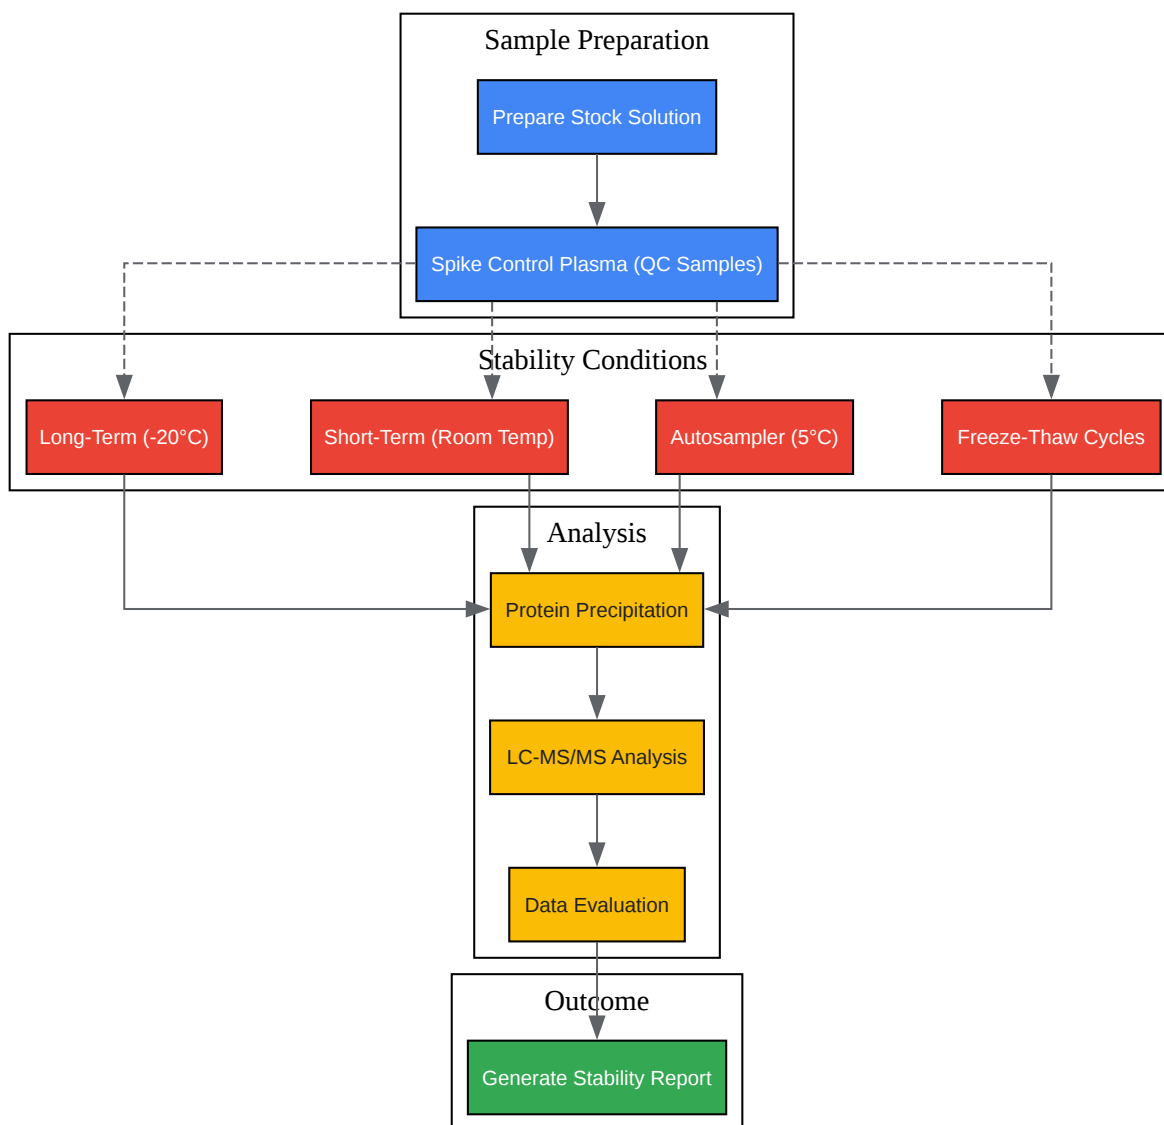 Sample Preparation
Prepare Stock Solution
Spike Control Plasma (QC Samples)
Stability Conditions
Long-Term (-20°C)
Short-Term (Room Temp)
Autosampler (5°C)
Freeze-Thaw Cycles
Analysis
Protein Precipitation
LC-MS/MS Analysis
Data Evaluation
Outcome
Generate Stability Report